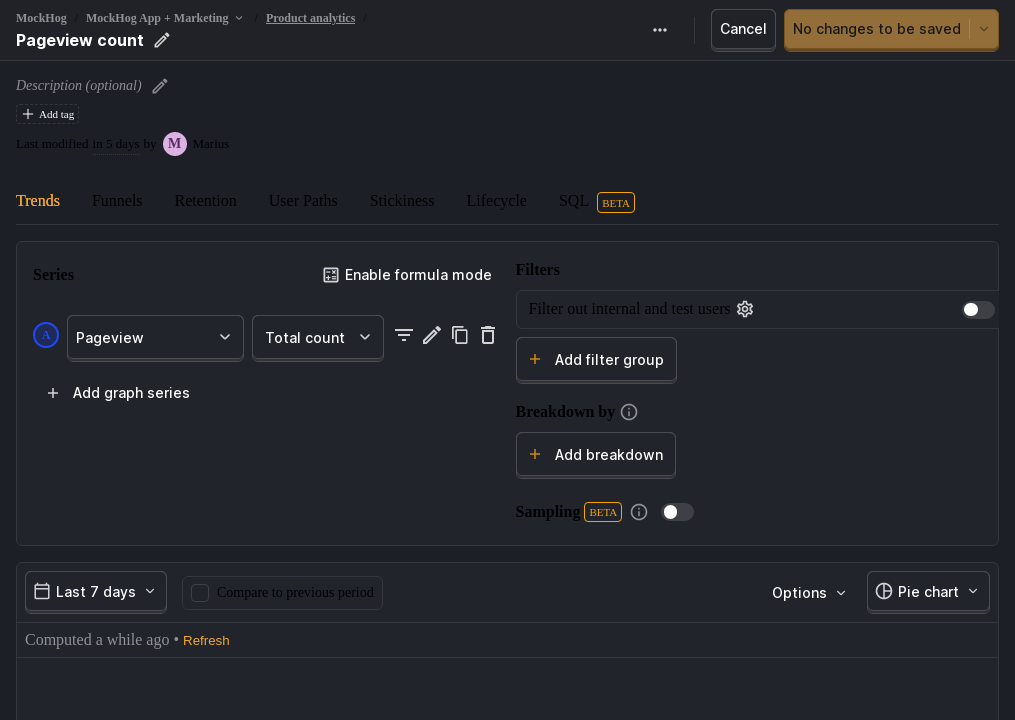 MockHog / MockHog App + Marketing / Product analytics /
Pageview count
Cancel
No changes to be saved
Description (optional)
Add tag
Last modified in 5 days by M Marius
Trends Funnels Retention User Paths Stickiness Lifecycle SQL BETA
Series
Enable formula mode
A Pageview Total count
Add graph series
Filters
Filter out internal and test users
Add filter group
Breakdown by
Add breakdown
Sampling BETA
Last 7 days Compare to previous period Options Pie chart
Computed a while ago • Refresh